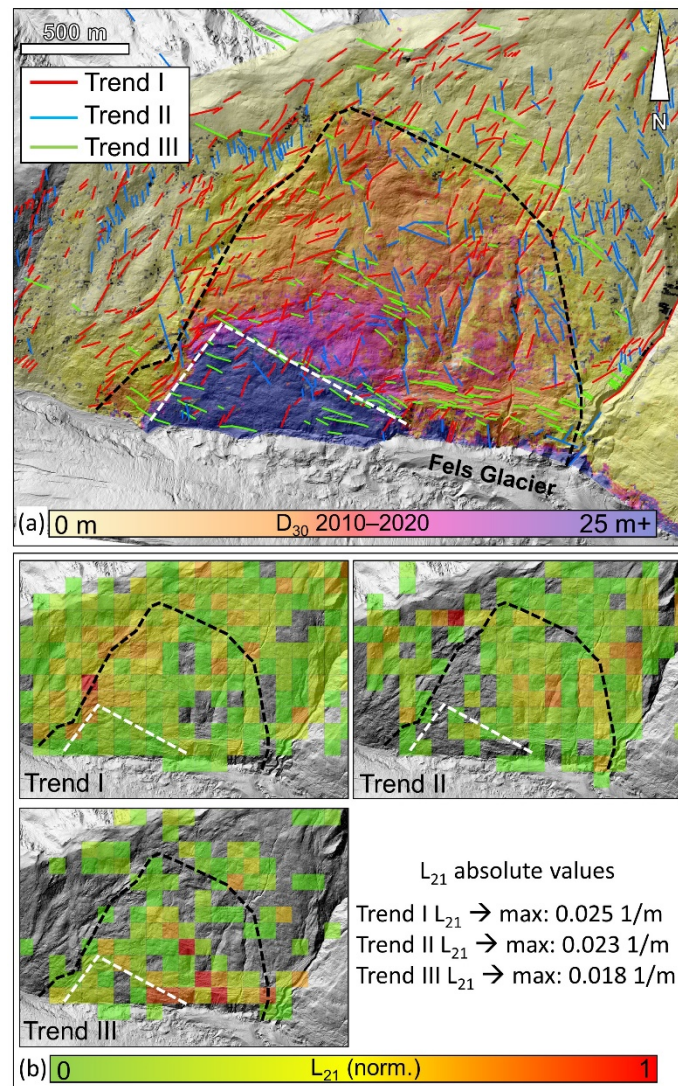 500 m
Trend I
Trend II
Trend III
N
Fels Glacier
(a) 0 m D₃₀ 2010–2020 25 m+
Trend I
Trend II
Trend III
L₂₁ absolute values
Trend I L₂₁ → max: 0.025 1/m
Trend II L₂₁ → max: 0.023 1/m
Trend III L₂₁ → max: 0.018 1/m
(b) 0 L₂₁ (norm.) 1